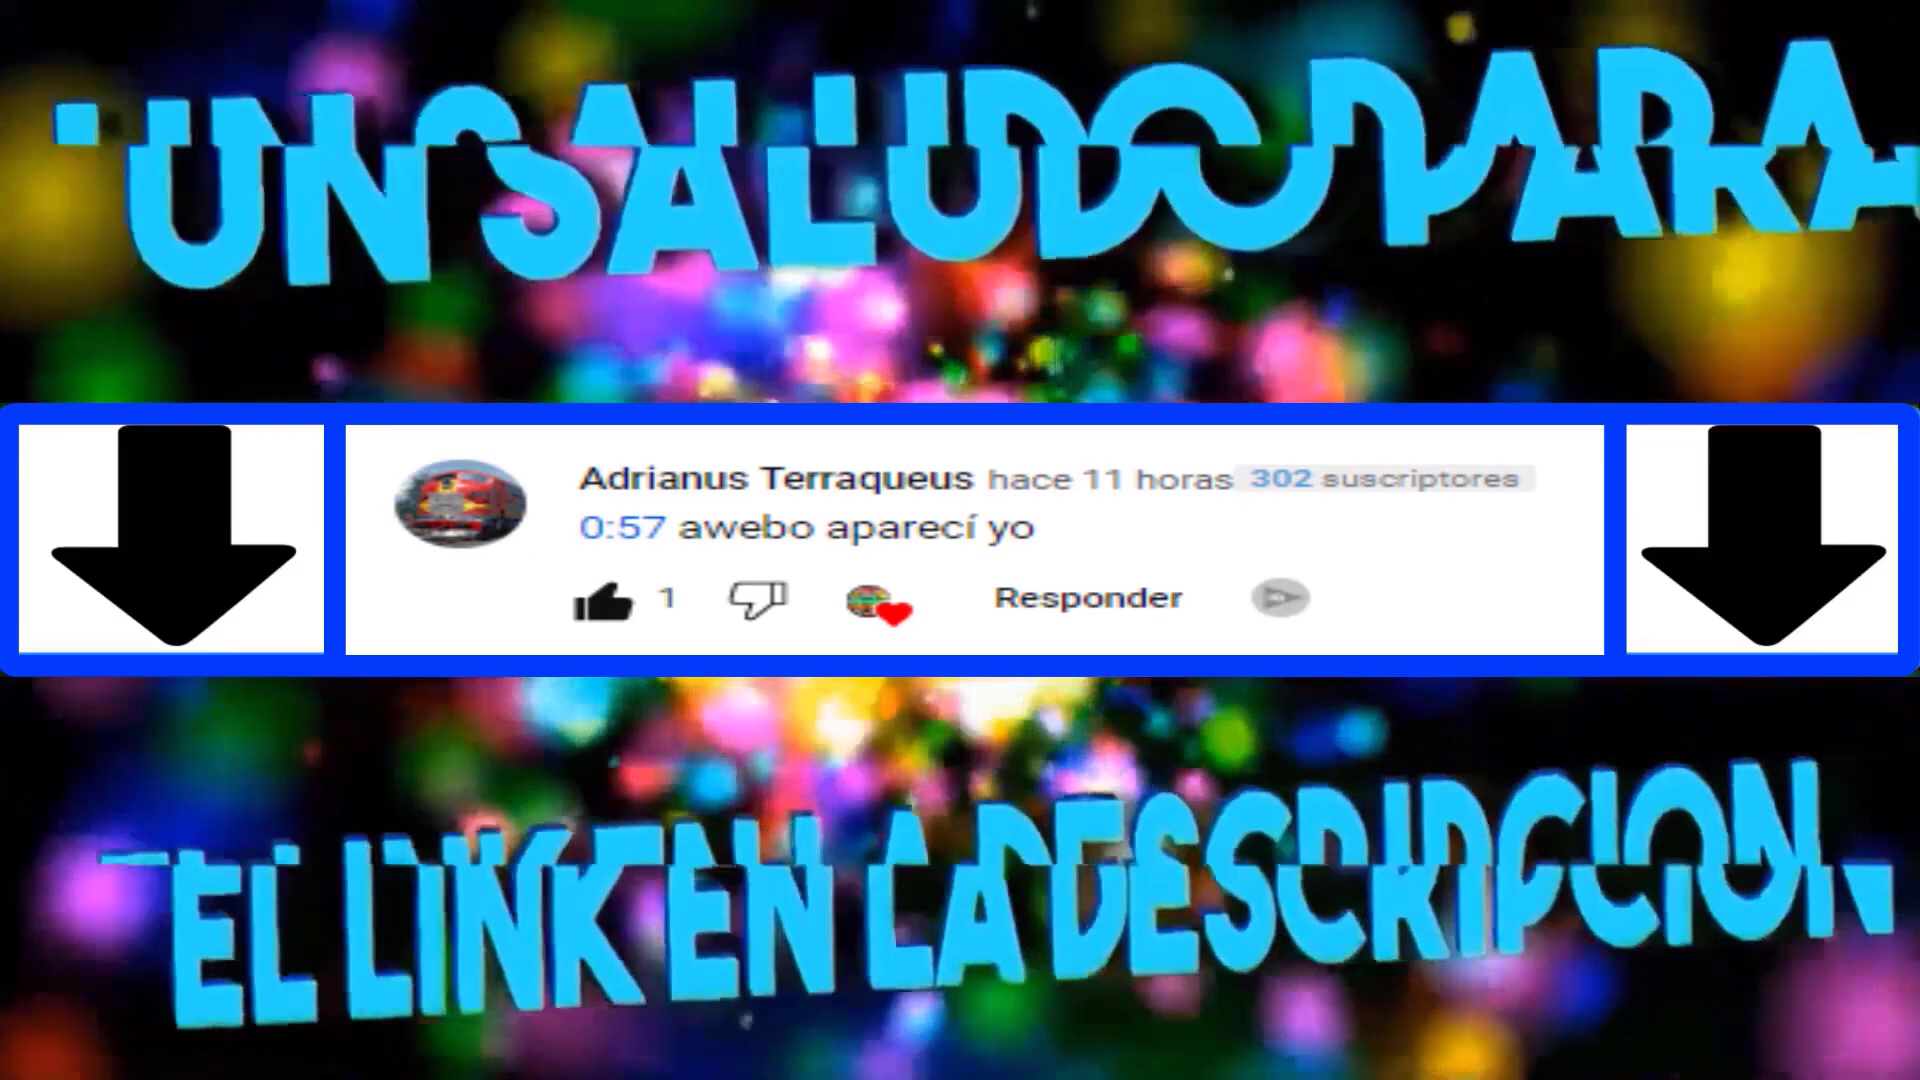 UN SALUDO PARA
Adrianus Terraqueus hace 11 horas 302 suscriptores
0:57 awebo aparecí yo
1
Responder
EL LINK EN LA DESCRIPCION